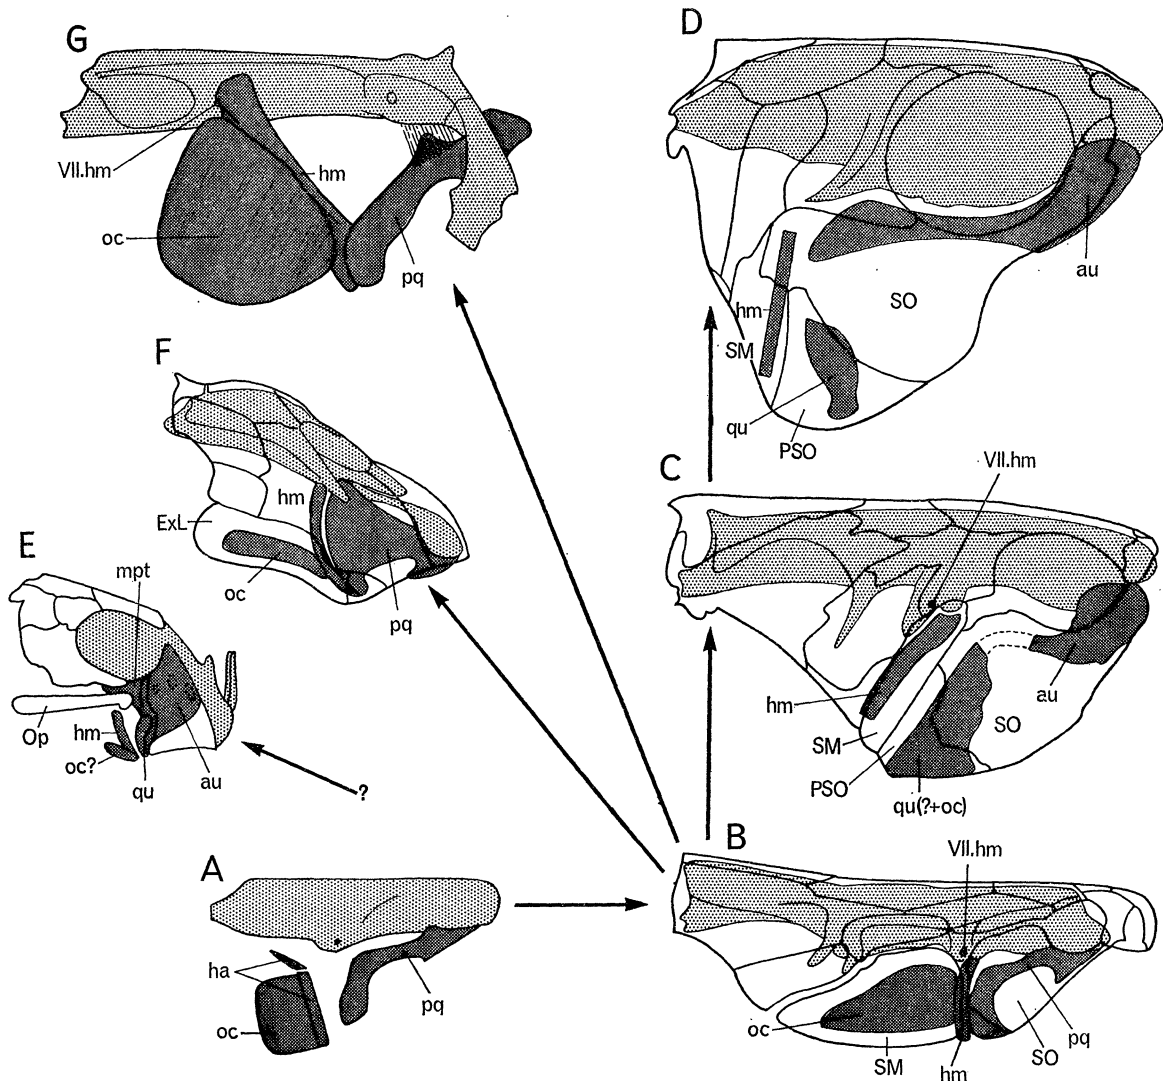 G
VII.hm
hm
oc
pq
D
au
SO
hm
SM
qu
PSO
F
hm
ExL
oc
pq
C
VII.hm
hm
au
SM
SO
PSO
qu(?+oc)
E
mpt
Op
hm
oc?
qu
au
?
A
ha
oc
pq
B
VII.hm
oc
SM
hm
SO
pq